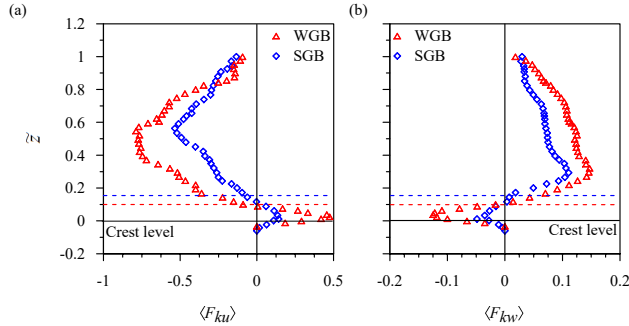 (a)
(b)
WGB
SGB
WGB
SGB
1.2
1
0.8
0.6
0.4
0.2
0
-0.2
z̃
Crest level
Crest level
-1
-0.5
0
0.5
-0.2
-0.1
0
0.1
0.2
⟨Fku⟩
⟨Fkw⟩